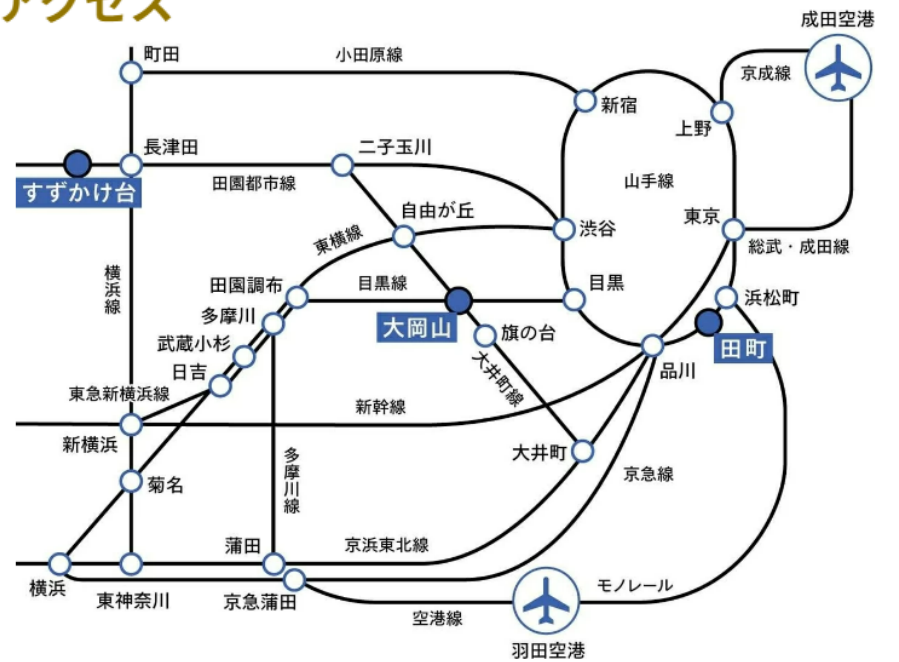 アクセス
成田空港
町田
小田原線
京成線
新宿
上野
長津田
二子玉川
すずかけ台
田園都市線
山手線
自由が丘
東横線
渋谷
東京
総武・成田線
横浜線
田園調布
目黒線
目黒
浜松町
多摩川
大岡山
旗の台
田町
武蔵小杉
日吉
大井町線
品川
東急新横浜線
新幹線
新横浜
大井町
菊名
多摩川線
京急線
蒲田
京浜東北線
横浜
東神奈川
京急蒲田
空港線
モノレール
羽田空港